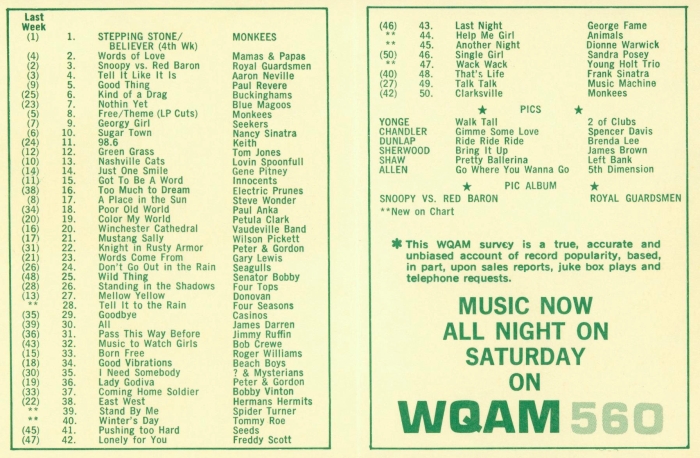 Last
Week
(1) 1. STEPPING STONE/ MONKEES
BELIEVER (4th Wk)
(4) 2. Words of Love Mamas & Papas
(2) 3. Snoopy vs. Red Baron Royal Guardsmen
(3) 4. Tell It Like It Is Aaron Neville
(9) 5. Good Thing Paul Revere
(25) 6. Kind of a Drag Buckinghams
(23) 7. Nothin Yet Blue Magoos
(5) 8. Free/Theme (LP Cuts) Monkees
(7) 9. Georgy Girl Seekers
(6) 10. Sugar Town Nancy Sinatra
(24) 11. 98.6 Keith
(12) 12. Green Grass Tom Jones
(10) 13. Nashville Cats Lovin Spoonfull
(14) 14. Just One Smile Gene Pitney
(11) 15. Got To Be A Word Innocents
(38) 16. Too Much to Dream Electric Prunes
(8) 17. A Place in the Sun Steve Wonder
(34) 18. Poor Old World Paul Anka
(20) 19. Color My World Petula Clark
(16) 20. Winchester Cathedral Vaudeville Band
(17) 21. Mustang Sally Wilson Pickett
(31) 22. Knight in Rusty Armor Peter & Gordon
(21) 23. Words Come From Gary Lewis
(26) 24. Don't Go Out in the Rain Seagulls
(48) 25. Wild Thing Senator Bobby
(28) 26. Standing in the Shadows Four Tops
(13) 27. Mellow Yellow Donovan
** 28. Tell It to the Rain Four Seasons
(35) 29. Goodbye Casinos
(39) 30. All James Darren
(36) 31. Pass This Way Before Jimmy Ruffin
(43) 32. Music to Watch Girls Bob Crewe
(15) 33. Born Free Roger Williams
(18) 34. Good Vibrations Beach Boys
(30) 35. I Need Somebody ? & Mysterians
(19) 36. Lady Godiva Peter & Gordon
(33) 37. Coming Home Soldier Bobby Vinton
(22) 38. East West Hermans Hermits
** 39. Stand By Me Spider Turner
** 40. Winter's Day Tommy Roe
(45) 41. Pushing too Hard Seeds
(47) 42. Lonely for You Freddy Scott
(46) 43. Last Night George Fame
** 44. Help Me Girl Animals
** 45. Another Night Dionne Warwick
(50) 46. Single Girl Sandra Posey
** 47. Wack Wack Young Holt Trio
(40) 48. That's Life Frank Sinatra
(27) 49. Talk Talk Music Machine
(42) 50. Clarksville Monkees
★ PICS ★
YONGE Walk Tall 2 of Clubs
CHANDLER Gimme Some Love Spencer Davis
DUNLAP Ride Ride Ride Brenda Lee
SHERWOOD Bring It Up James Brown
SHAW Pretty Ballerina Left Bank
ALLEN Go Where You Wanna Go 5th Dimension
★ PIC ALBUM ★
SNOOPY VS. RED BARON ROYAL GUARDSMEN
**New on Chart
* This WQAM survey is a true, accurate and
unbiased account of record popularity, based,
in part, upon sales reports, juke box plays and
telephone requests.
MUSIC NOW
ALL NIGHT ON
SATURDAY
ON
WQAM 560